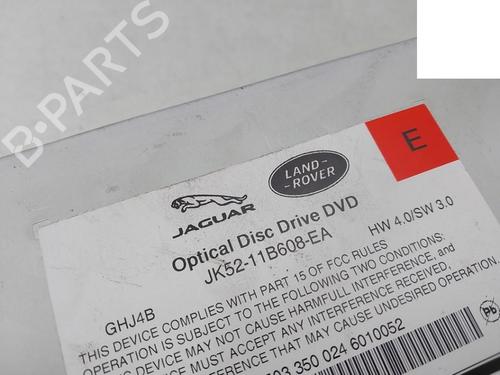 B-PARTS
E
JAGUAR
LAND-
-ROVER
Optical Disc Drive DVD
JK52-11B608-EA
HW 4.0/SW 3.0
GHJ4B
THIS DEVICE COMPLIES WITH PART 15 OF FCC RULES
OPERATION IS SUBJECT TO THE FOLLOWING TWO CONDITIONS:
DEVICE MAY NOT CAUSE HARMFUL INTERFERENCE, and
DEVICE MUST ACCEPT ANY INTERFERENCE
INTERFERENCE THAT MAY CAUSE UNDESIRED OPERATION.
350 024 6010052
Pb